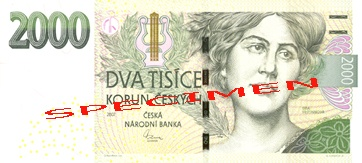 2000
DVA TISÍCE
KORUN ČESKÝCH
SPECIMEN
2000
ČESKÁ
NÁRODNÍ BANKA